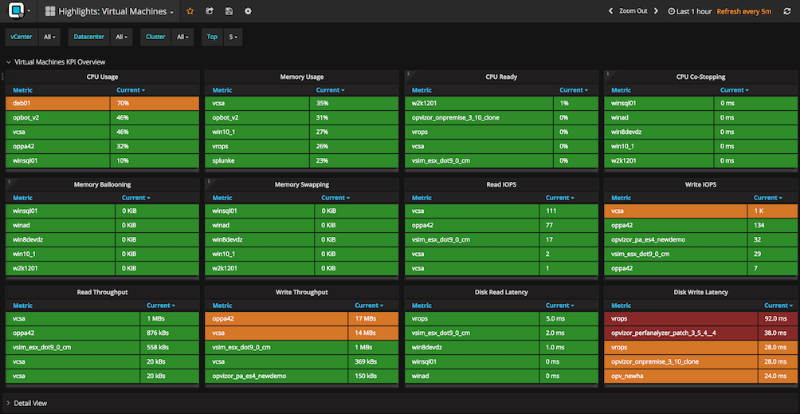 Highlights: Virtual Machines
Zoom Out
Last 1 hour Refresh every 5m
vCenter All Datacenter All Cluster All Top 5
Virtual Machines KPI Overview
CPU Usage
Metric Current
deb01 70%
opbot_v2 46%
vcsa 46%
oppa42 32%
winsql01 10%
Memory Usage
Metric Current
vcsa 35%
opbot_v2 31%
win10_1 27%
vrops 26%
splunke 23%
CPU Ready
Metric Current
w2k1201 1%
opvizor_onpremise_3_10_clone 0%
vrops 0%
vcsa 0%
vsim_esx_dot9_0_cm 0%
CPU Co-Stopping
Metric Current
winsql01 0 ms
winad 0 ms
win8devdz 0 ms
win10_1 0 ms
w2k1201 0 ms
Memory Ballooning
Metric Current
winsql01 0 KiB
winad 0 KiB
win8devdz 0 KiB
win10_1 0 KiB
w2k1201 0 KiB
Memory Swapping
Metric Current
winsql01 0 KiB
winad 0 KiB
win8devdz 0 KiB
win10_1 0 KiB
w2k1201 0 KiB
Read IOPS
Metric Current
vcsa 111
oppa42 77
vsim_esx_dot9_0_cm 17
vcsa 2
vcsa 1
Write IOPS
Metric Current
vcsa 1 K
oppa42 134
opvizor_pa_es4_newdemo 32
vsim_esx_dot9_0_cm 29
oppa42 7
Read Throughput
Metric Current
vcsa 1 MBs
oppa42 876 kBs
vsim_esx_dot9_0_cm 558 kBs
vcsa 20 kBs
vcsa 20 kBs
Write Throughput
Metric Current
oppa42 17 MBs
vcsa 14 MBs
vsim_esx_dot9_0_cm 1 MBs
vcsa 369 kBs
opvizor_pa_es4_newdemo 150 kBs
Disk Read Latency
Metric Current
vrops 5.0 ms
vsim_esx_dot9_0_cm 2.0 ms
win8devdz 1.0 ms
winsql01 0 ms
winad 0 ms
Disk Write Latency
Metric Current
vrops 92.0 ms
opvizor_perfanalyzer_patch_3_5_4__4 38.0 ms
vrops 28.0 ms
opvizor_onpremise_3_10_clone 28.0 ms
opv_newha 24.0 ms
Detail View